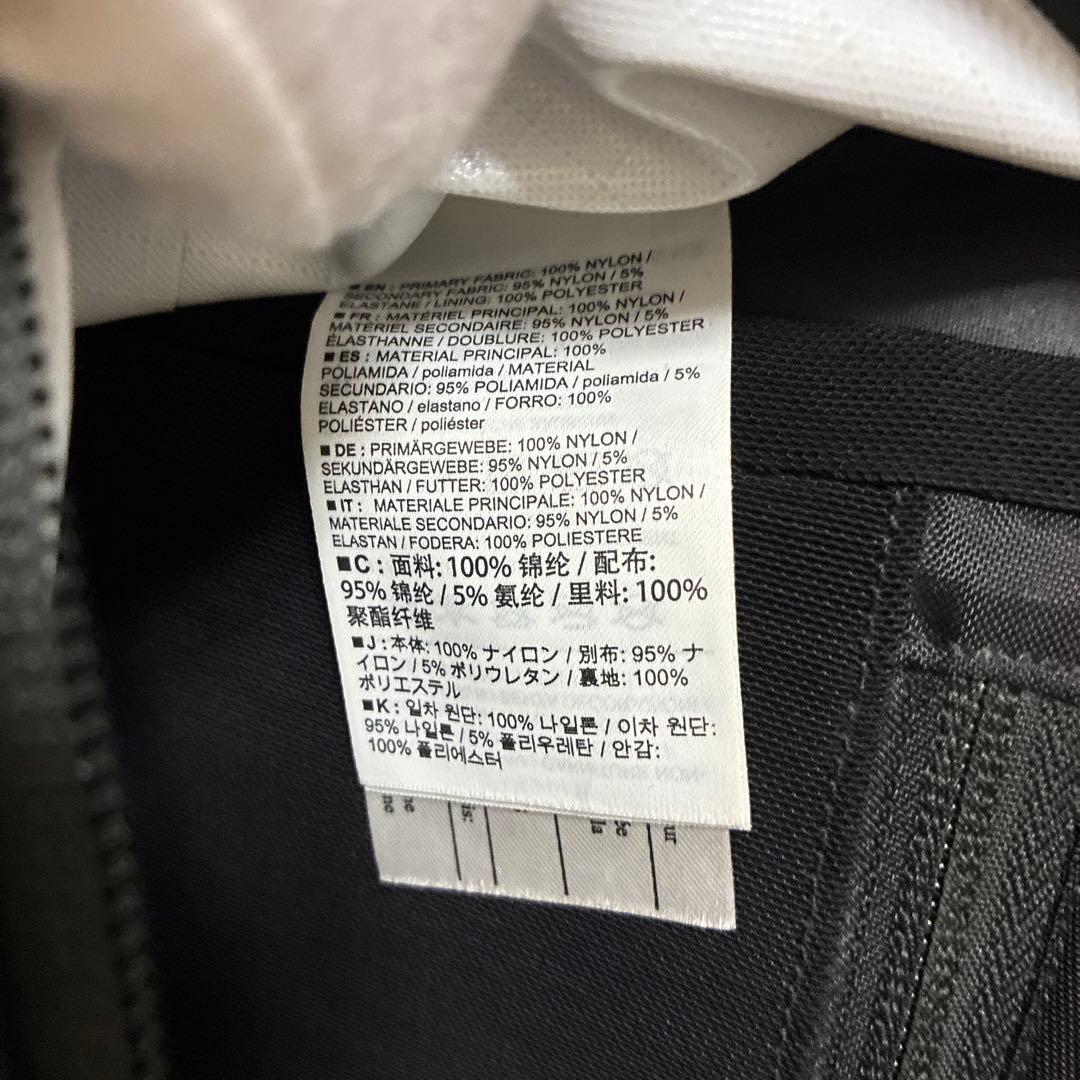 ■EN: PRIMARY FABRIC: 100% NYLON /
SECONDARY FABRIC: 95% NYLON / 5%
ELASTANE / LINING: 100% POLYESTER
■FR: MATÉRIEL PRINCIPAL: 100% NYLON /
MATÉRIEL SECONDAIRE: 95% NYLON / 5%
ÉLASTHANNE / DOUBLURE: 100% POLYESTER
■ES: MATERIAL PRINCIPAL: 100%
POLIAMIDA / poliamida / MATERIAL
SECUNDARIO: 95% POLIAMIDA / poliamida / 5%
ELASTANO / elastano / FORRO: 100%
POLIÉSTER / poliéster
■DE: PRIMÄRGEWEBE: 100% NYLON /
SEKUNDÄRGEWEBE: 95% NYLON / 5%
ELASTHAN / FUTTER: 100% POLYESTER
■IT: MATERIALE PRINCIPALE: 100% NYLON /
MATERIALE SECONDARIO: 95% NYLON / 5%
ELASTAN / FODERA: 100% POLIESTERE
■C: 面料: 100% 锦纶 / 配布:
95% 锦纶 / 5% 氨纶 / 里料: 100%
聚酯纤维
■J: 本体: 100% ナイロン / 別布: 95% ナ
イロン / 5% ポリウレタン / 裏地: 100%
ポリエステル
■K: 일차 원단: 100% 나일론 / 이차 원단:
95% 나일론 / 5% 폴리우레탄 / 안감:
100% 폴리에스터